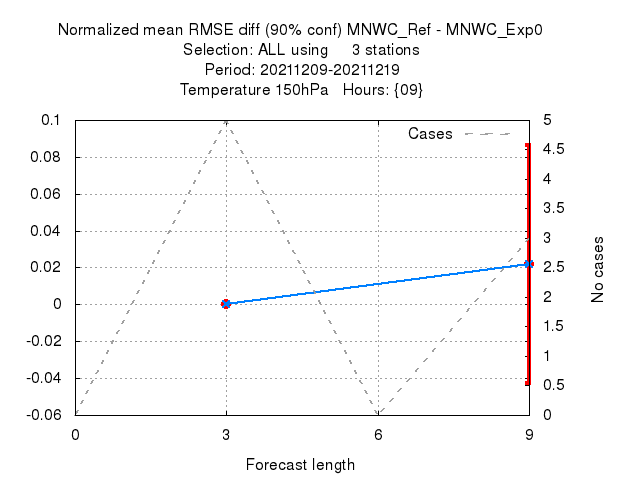 Normalized mean RMSE diff (90% conf) MNWC_Ref - MNWC_Exp0
Selection: ALL using 3 stations
Period: 20211209-20211219
Temperature 150hPa Hours: {09}
Cases
0.1
0.08
0.06
0.04
0.02
0
-0.02
-0.04
-0.06
5
4.5
4
3.5
3
2.5
2
1.5
1
0.5
0
No cases
0 3 6 9
Forecast length